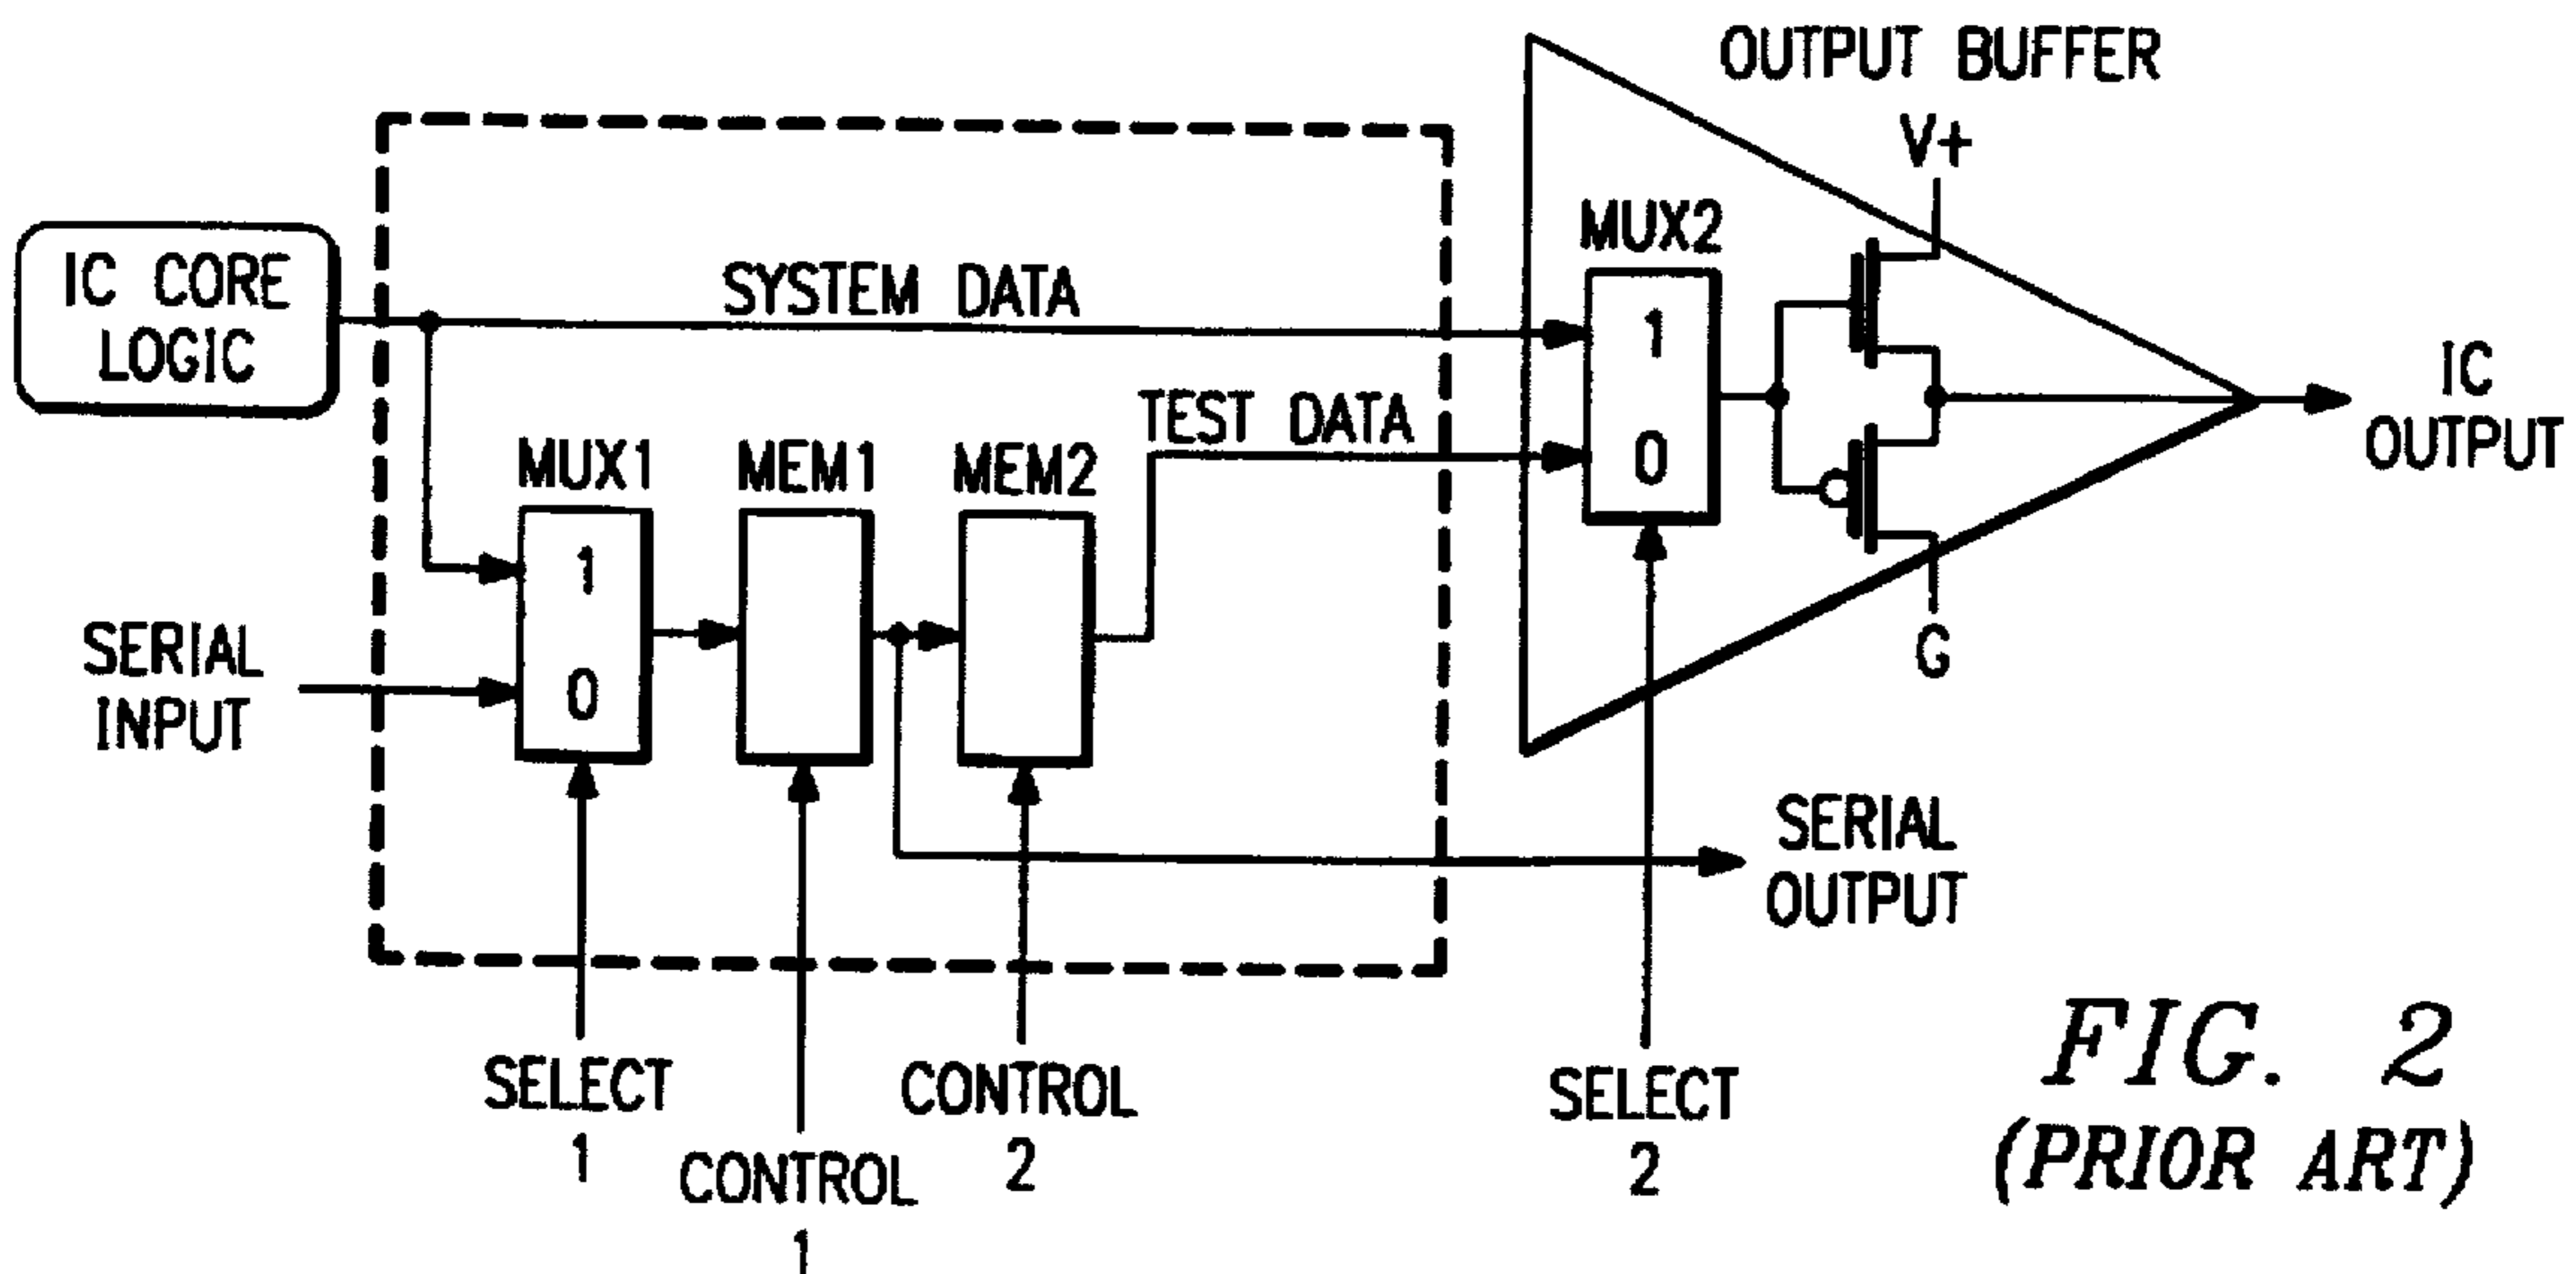 OUTPUT BUFFER
V+
MUX2
IC CORE
LOGIC
SYSTEM DATA
1
0
IC
OUTPUT
TEST DATA
MUX1
MEM1
MEM2
1
0
SERIAL
INPUT
G
SERIAL
OUTPUT
SELECT
1
CONTROL
1
CONTROL
2
SELECT
2
FIG. 2
(PRIOR ART)